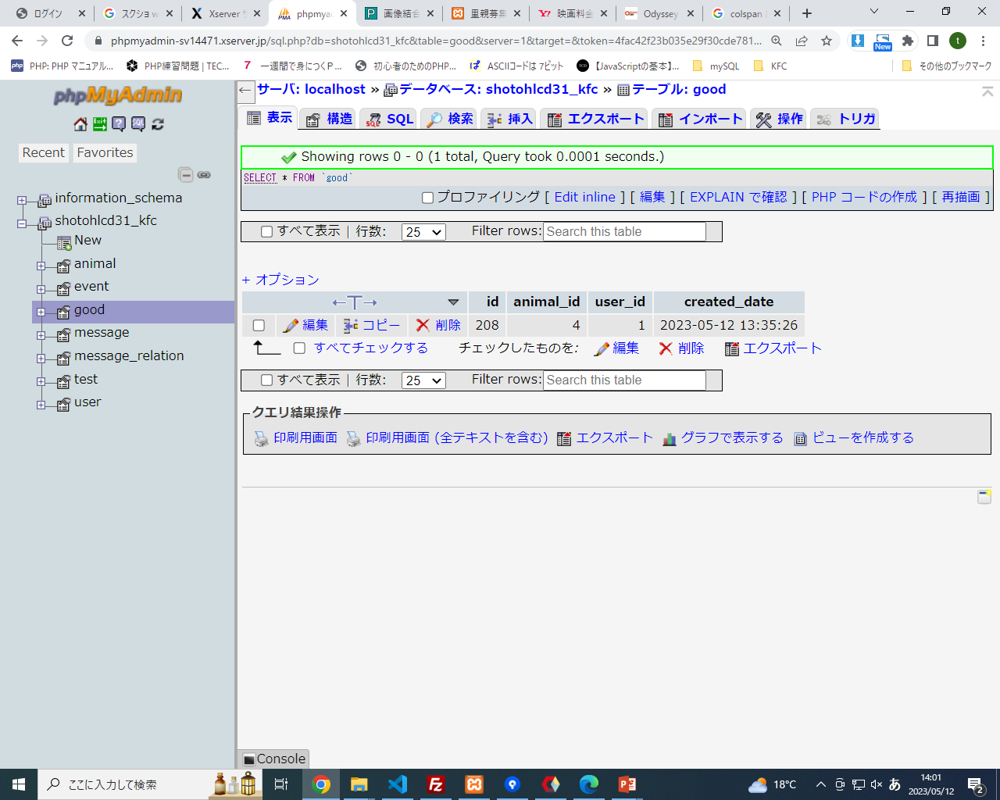 ログイン
スクショ w
Xserver サ
phpmyac
画像結合
里親募集
映画料金
Odyssey
colspan
phpmyadmin-sv14471.xserver.jp/sql.php?db=shotohlcd31_kfc&table=good&server=1&target=&token=4fac42f23b035e29f30cde781...
New
t
PHP: PHP マニュアル...
PHP練習問題 | TEC...
一週間で身につくP...
初心者のためのPHP...
ASCIIコードは 7ビット
【JavaScriptの基本】...
mySQL
KFC
その他のブックマーク
phpMyAdmin
Recent
Favorites
information_schema
shotohlcd31_kfc
New
animal
event
good
message
message_relation
test
user
サーバ: localhost » データベース: shotohlcd31_kfc » テーブル: good
表示 構造 SQL 検索 挿入 エクスポート インポート 操作 トリガ
Showing rows 0 - 0 (1 total, Query took 0.0001 seconds.)
SELECT * FROM `good`
プロファイリング [ Edit inline ] [ 編集 ] [ EXPLAIN で確認 ] [ PHP コードの作成 ] [ 再描画 ]
すべて表示 | 行数: 25 Filter rows: Search this table
+ オプション
←T→ id animal_id user_id created_date
編集 コピー 削除 208 4 1 2023-05-12 13:35:26
すべてチェックする チェックしたものを: 編集 削除 エクスポート
すべて表示 | 行数: 25 Filter rows: Search this table
クエリ結果操作
印刷用画面 印刷用画面 (全テキストを含む) エクスポート グラフで表示する ビューを作成する
Console
ここに入力して検索
18°C
あ
14:01
2023/05/12
2